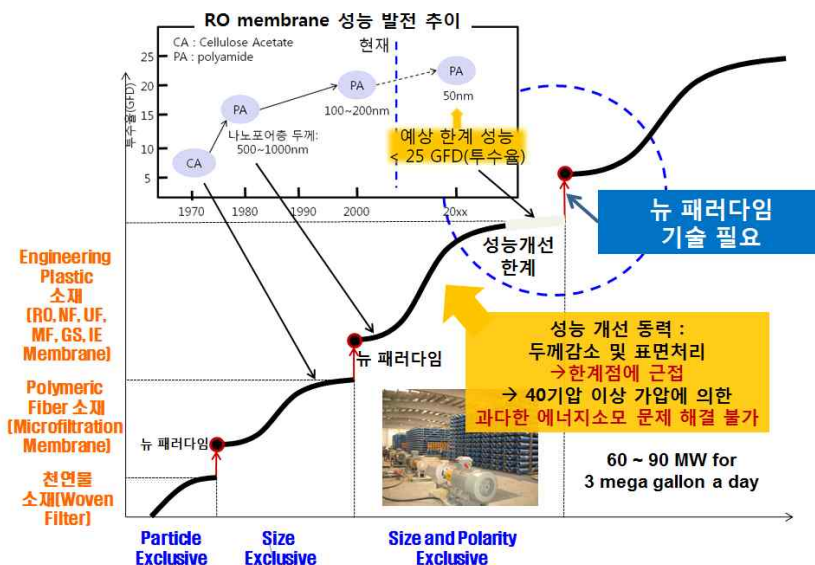 RO membrane 성능 발전 추이
CA : Cellulose Acetate
PA : polyamide
현재
투수율(GFD)
25
20
15
10
5
CA
PA
PA
100~200nm
PA
50nm
나노포어층 두께:
500~1000nm
예상 한계 성능
< 25 GFD(투수율)
1970
1980
1990
2000
20xx
뉴 패러다임
기술 필요
성능개선
한계
Engineering
Plastic
소재
(RO, NF, UF,
MF, GS, IE
Membrane)
뉴 패러다임
성능 개선 동력 :
두께감소 및 표면처리
→한계점에 근접
→ 40기압 이상 가압에 의한
과다한 에너지소모 문제 해결 불가
Polymeric
Fiber 소재
(Microfiltration
Membrane)
뉴 패러다임
60 ~ 90 MW for
3 mega gallon a day
천연물
소재(Woven
Filter)
Particle
Exclusive
Size
Exclusive
Size and Polarity
Exclusive